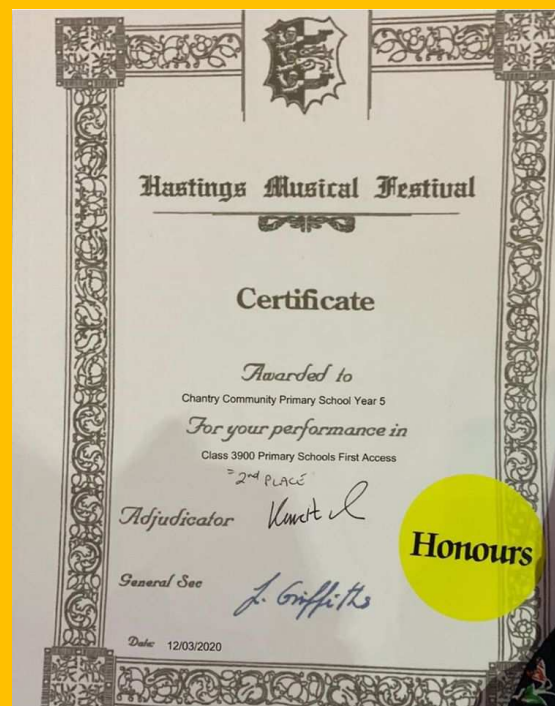 Hastings Musical Festival
Certificate
Awarded to
Chantry Community Primary School Year 5
For your performance in
Class 3900 Primary Schools First Access
= 2nd PLACE
Adjudicator
Honours
General Sec J. Griffiths
Date: 12/03/2020